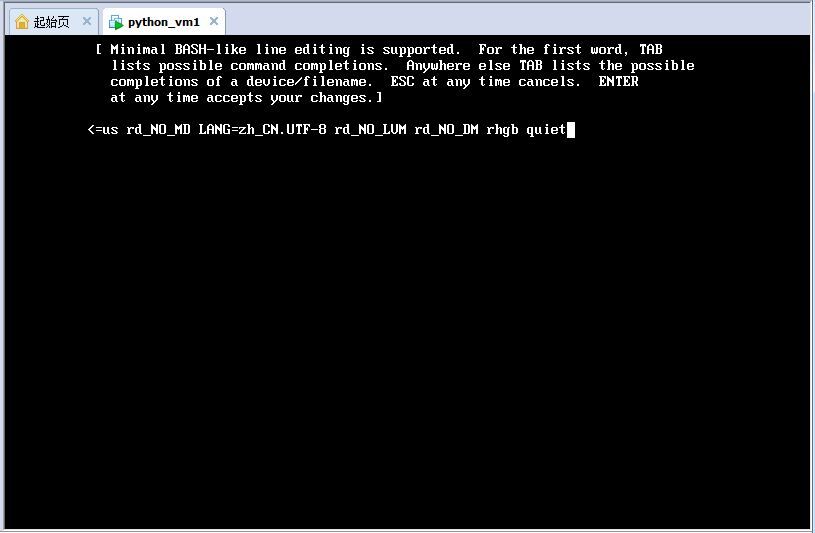 起始页
python_vm1
[ Minimal BASH-like line editing is supported.  For the first word, TAB
lists possible command completions.  Anywhere else TAB lists the possible
completions of a device/filename.  ESC at any time cancels.  ENTER
at any time accepts your changes.]
<=us rd_NO_MD LANG=zh_CN.UTF-8 rd_NO_LVM rd_NO_DM rhgb quiet